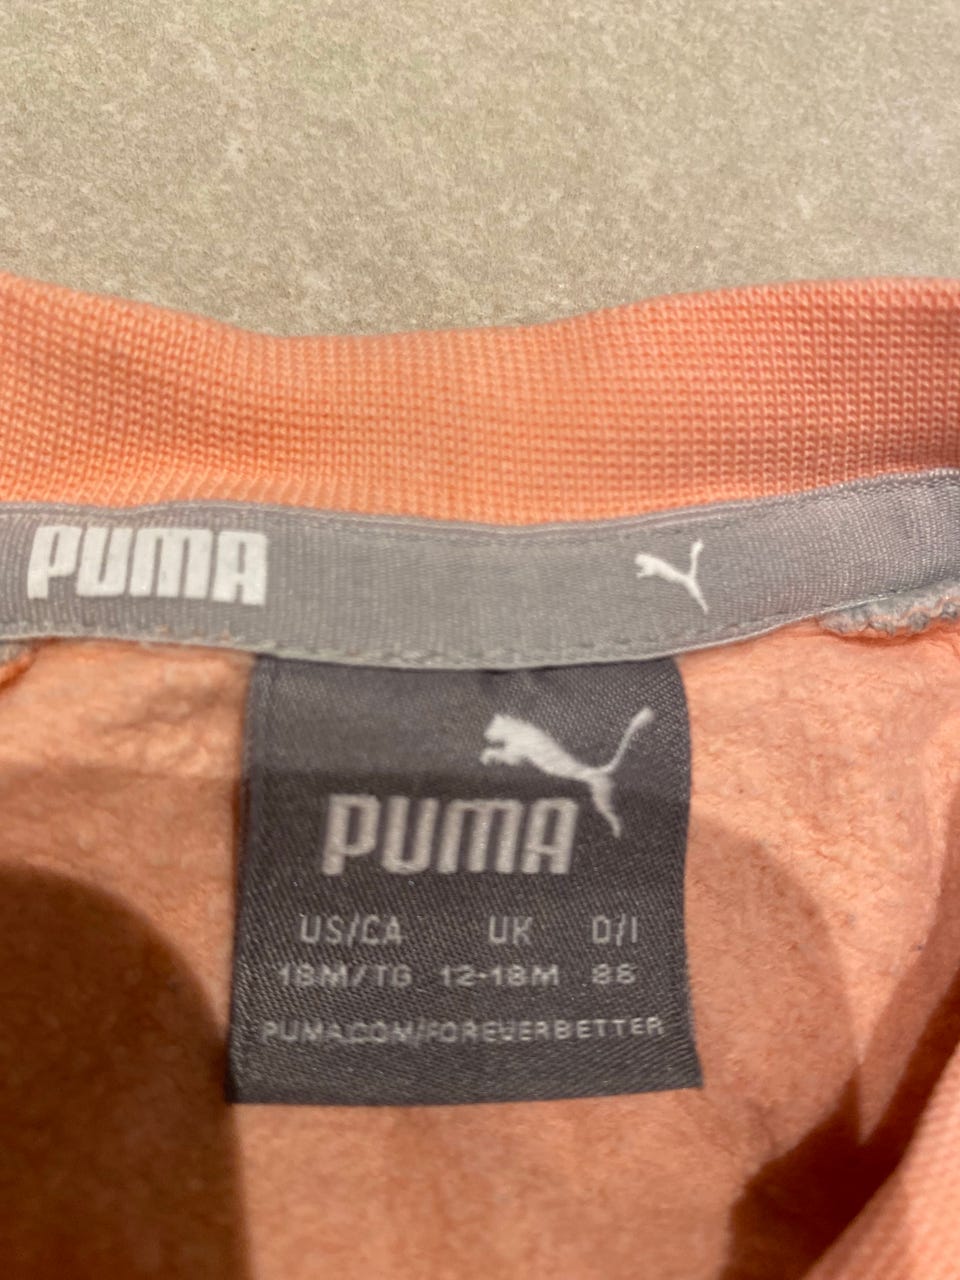 PUMA
PUMA
US/CA UK D/I
18M/TG 12-18M 86
PUMA.COM/FOREVERBETTER